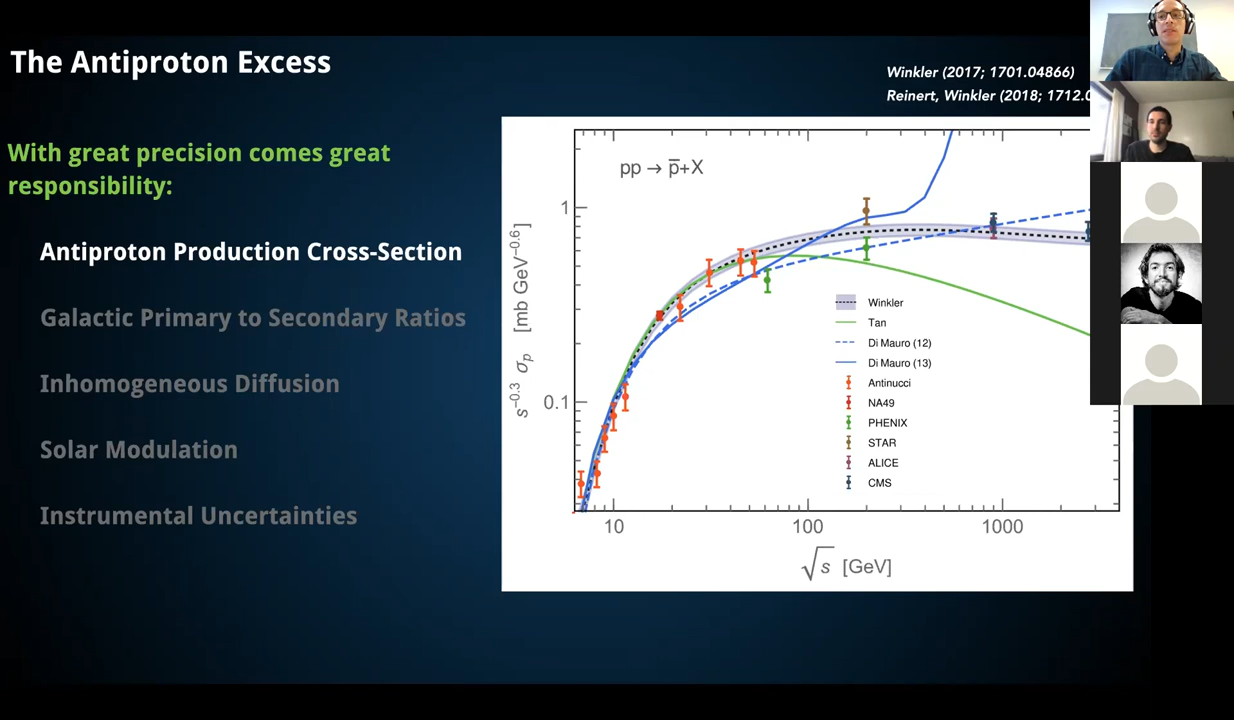 The Antiproton Excess
Winkler (2017; 1701.04866)
Reinert, Winkler (2018; 1712.0
With great precision comes great
responsibility:
Antiproton Production Cross-Section
Galactic Primary to Secondary Ratios
Inhomogeneous Diffusion
Solar Modulation
Instrumental Uncertainties
pp → p̅+X
s^−0.3 σ_p [mb GeV^−0.6]
1
0.1
Winkler
Tan
Di Mauro (12)
Di Mauro (13)
Antinucci
NA49
PHENIX
STAR
ALICE
CMS
10 100 1000
√s [GeV]